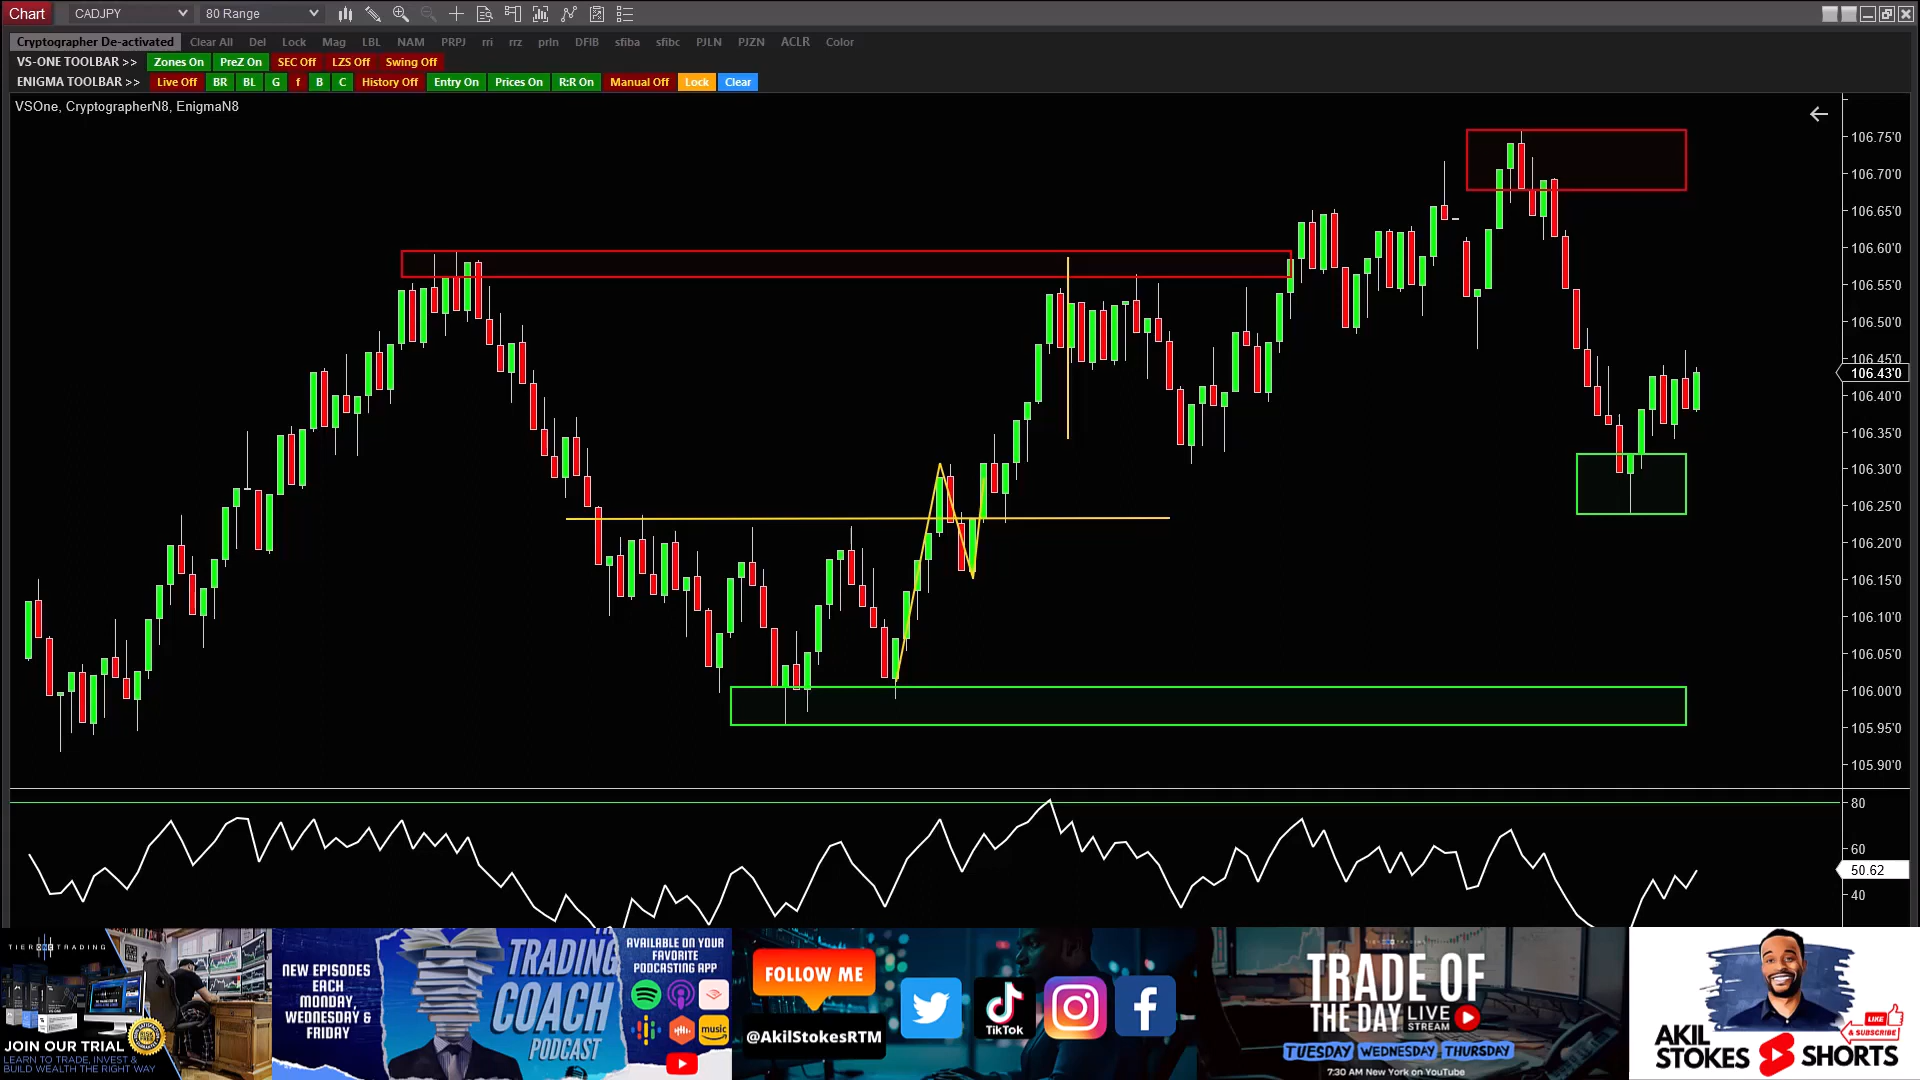 Chart CADJPY 80 Range
Cryptographer De-activated Clear All Del Lock Mag LBL NAM PRPJ rri rrz prln DFIB sfiba sfibc PJLN PJZN ACLR Color
VS-ONE TOOLBAR >> Zones On PreZ On SEC Off LZS Off Swing Off
ENIGMA TOOLBAR >> Live Off BR BL G f B C History Off Entry On Prices On R:R On Manual Off Lock Clear
VSOne, CryptographerN8, EnigmaN8
106.75'0
106.70'0
106.65'0
106.60'0
106.55'0
106.50'0
106.45'0
106.43'0
106.40'0
106.35'0
106.30'0
106.25'0
106.20'0
106.15'0
106.10'0
106.05'0
106.00'0
105.95'0
105.90'0
80
60
50.62
40
TIER ONE TRADING
JOIN OUR TRIAL
LEARN TO TRADE, INVEST &
BUILD WEALTH THE RIGHT WAY
NEW EPISODES
EACH
MONDAY,
WEDNESDAY &
FRIDAY
TRADING
COACH
PODCAST
AVAILABLE ON YOUR
FAVORITE
PODCASTING APP
music
FOLLOW ME
@AkilStokesRTM
TikTok
TRADE OF
THE DAY LIVE
STREAM
TUESDAY WEDNESDAY THURSDAY
7:30 AM New York on YouTube
LIKE
& SUBSCRIBE
AKIL
STOKES SHORTS